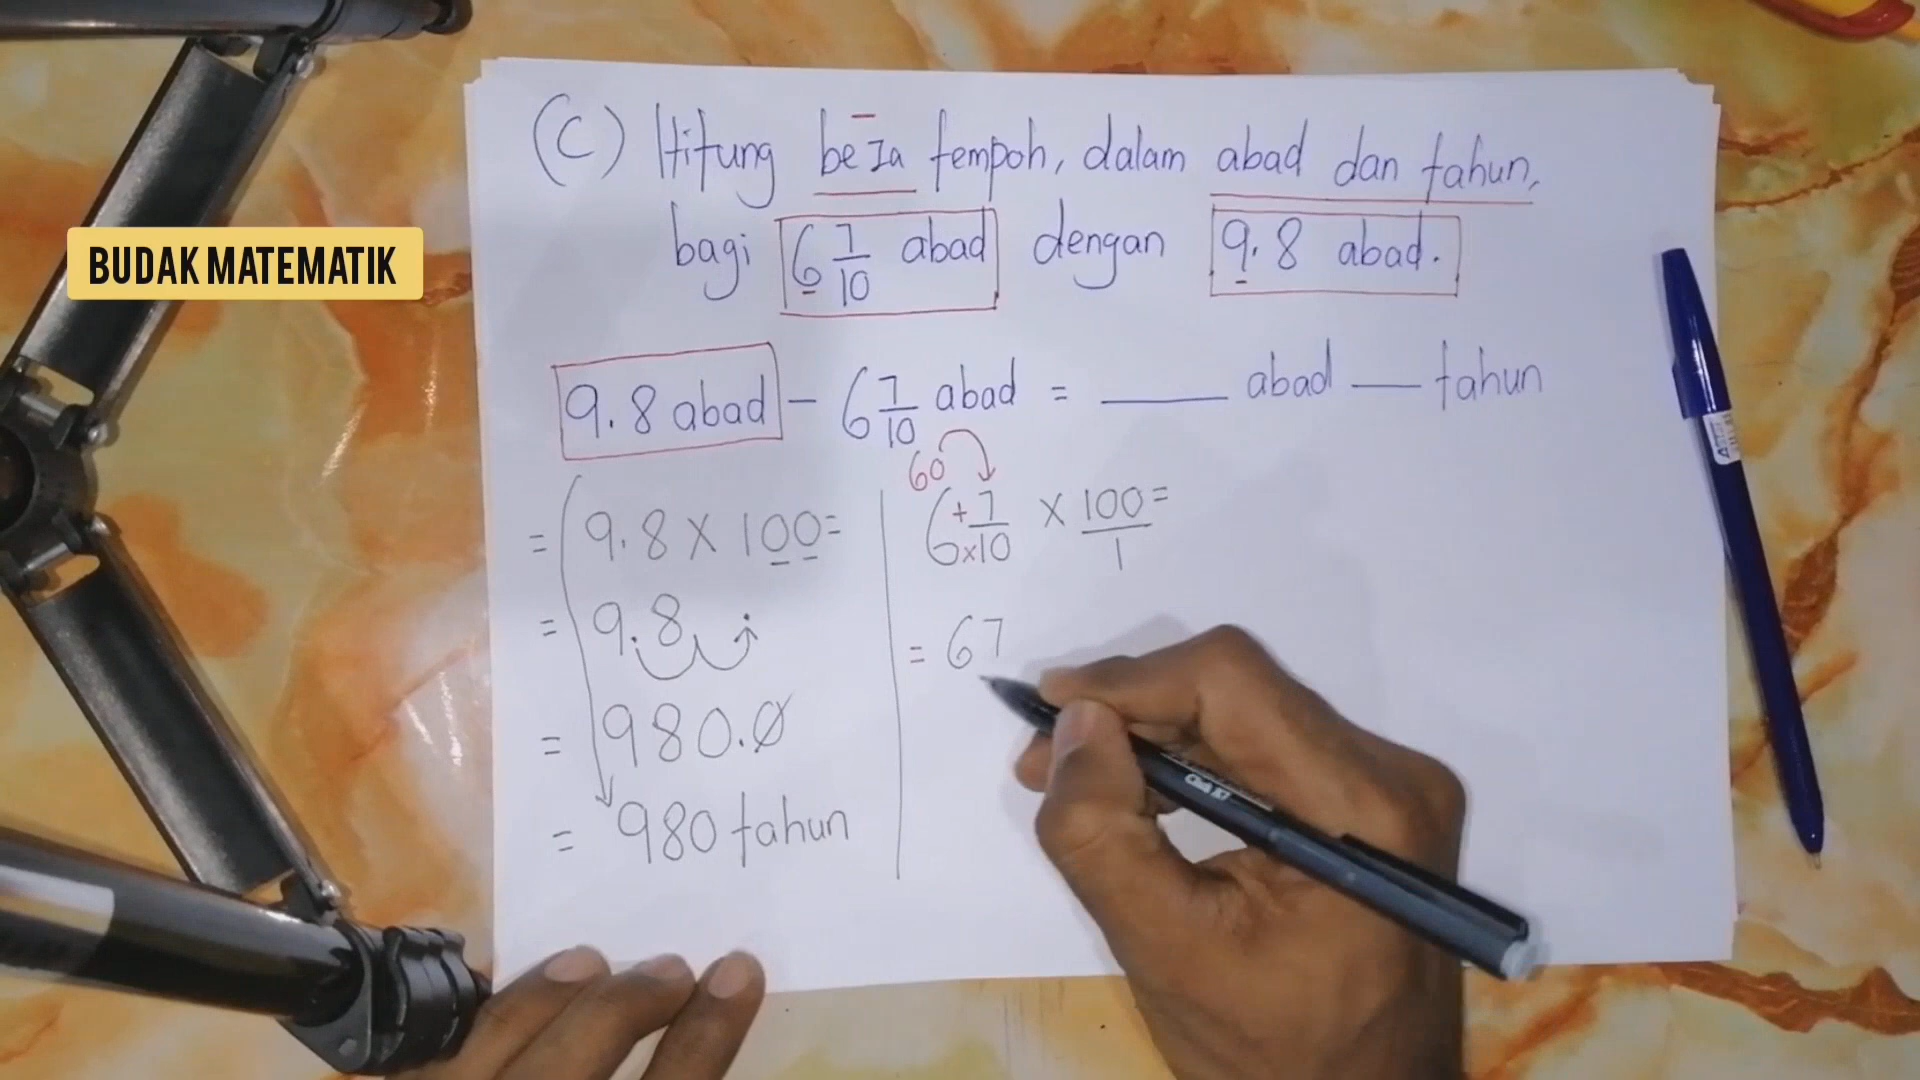 BUDAK MATEMATIK
(C) Hitung beza tempoh, dalam abad dan tahun,
bagi 6 7/10 abad dengan 9.8 abad.
9.8 abad - 6 7/10 abad = ____ abad __ tahun
= 9.8 x 100 =
= 9.8
= 980.0
= 980 tahun
60
6 + 7 / x 10 x 100/1 =
= 67